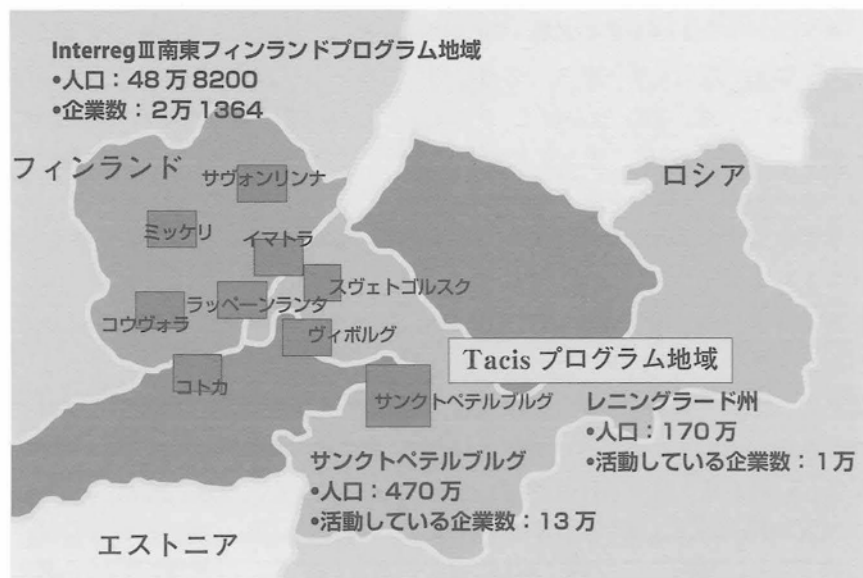 InterregⅢ南東フィンランドプログラム地域
•人口：48万8200
•企業数：2万1364
フィンランド
サヴォンリンナ
ロシア
ミッケリ
イマトラ
スヴェトゴルスク
ラッペーンランタ
コウヴォラ
ヴィボルグ
Tacis プログラム地域
コトカ
サンクトペテルブルグ
レニングラード州
•人口：170万
•活動している企業数：1万
サンクトペテルブルグ
•人口：470万
•活動している企業数：13万
エストニア